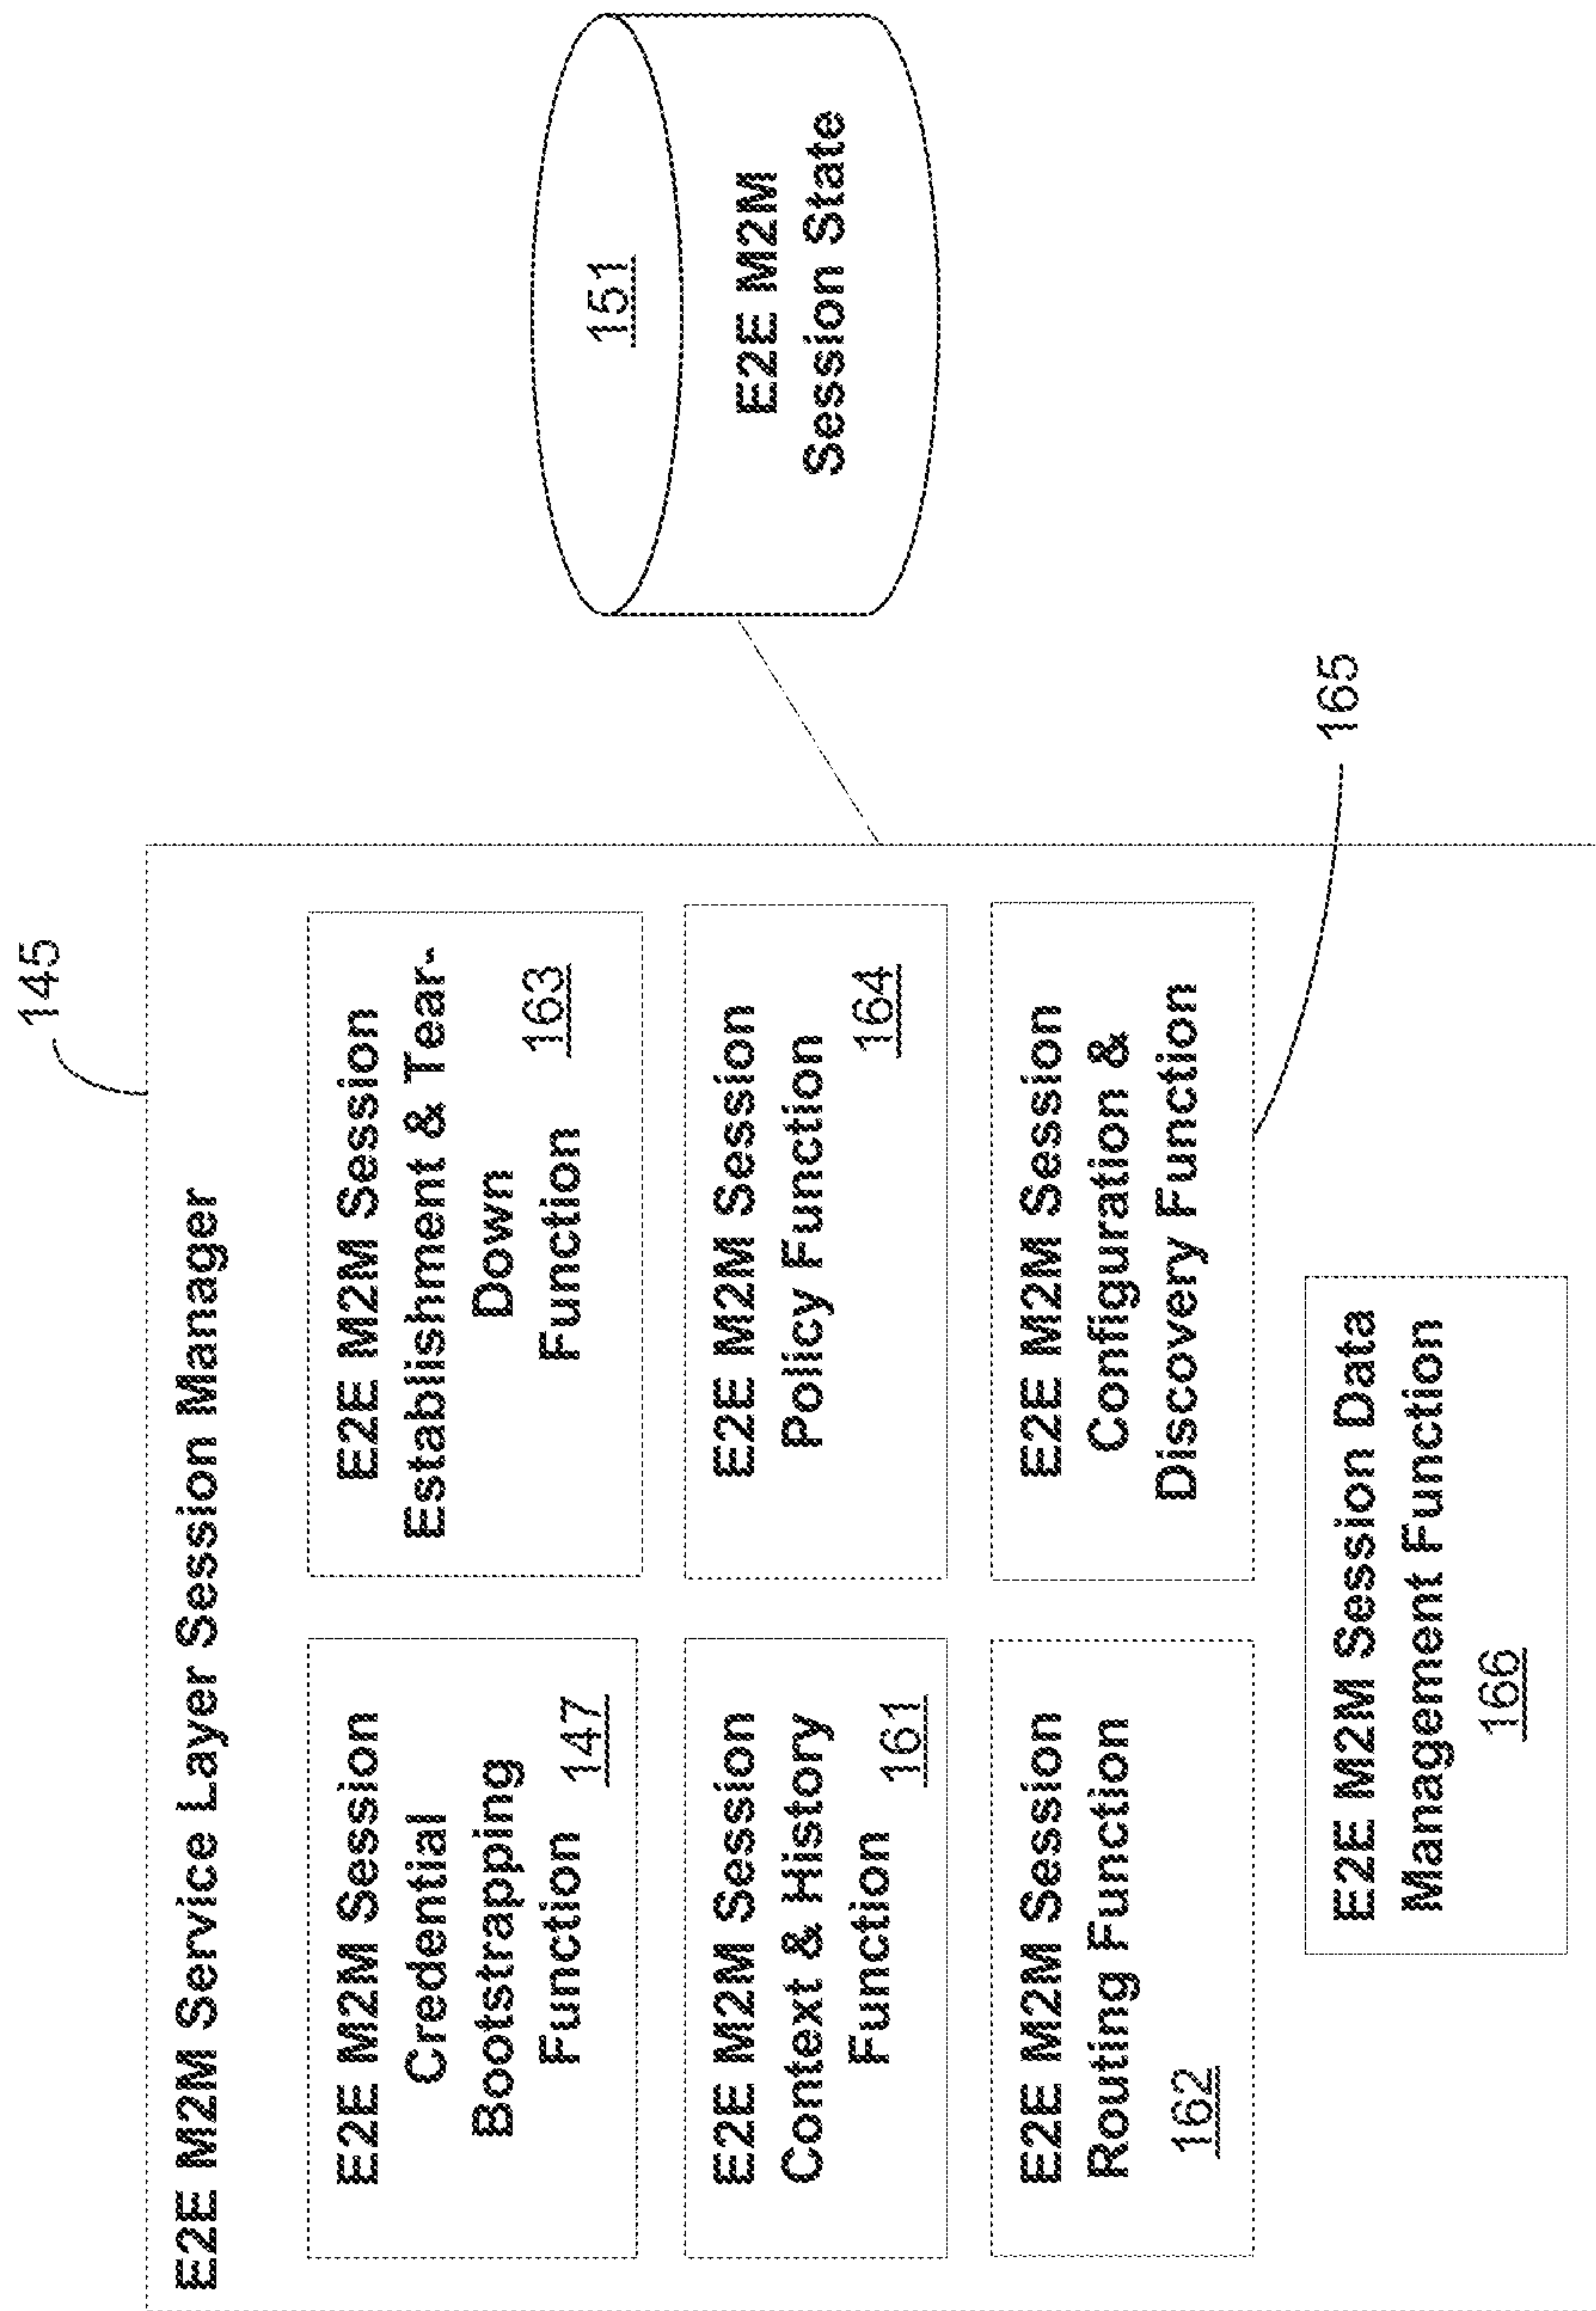 145
E2E M2M Service Layer Session Manager
E2E M2M Session
Credential
Bootstrapping
Function 147
E2E M2M Session
Establishment & Tear-
Down
Function
163
E2E M2M Session
Context & History
Function
161
E2E M2M Session
Policy Function
164
E2E M2M Session
Routing Function
162
E2E M2M Session
Configuration &
Discovery Function
165
E2E M2M Session Data
Management Function
166
151
E2E M2M
Session State